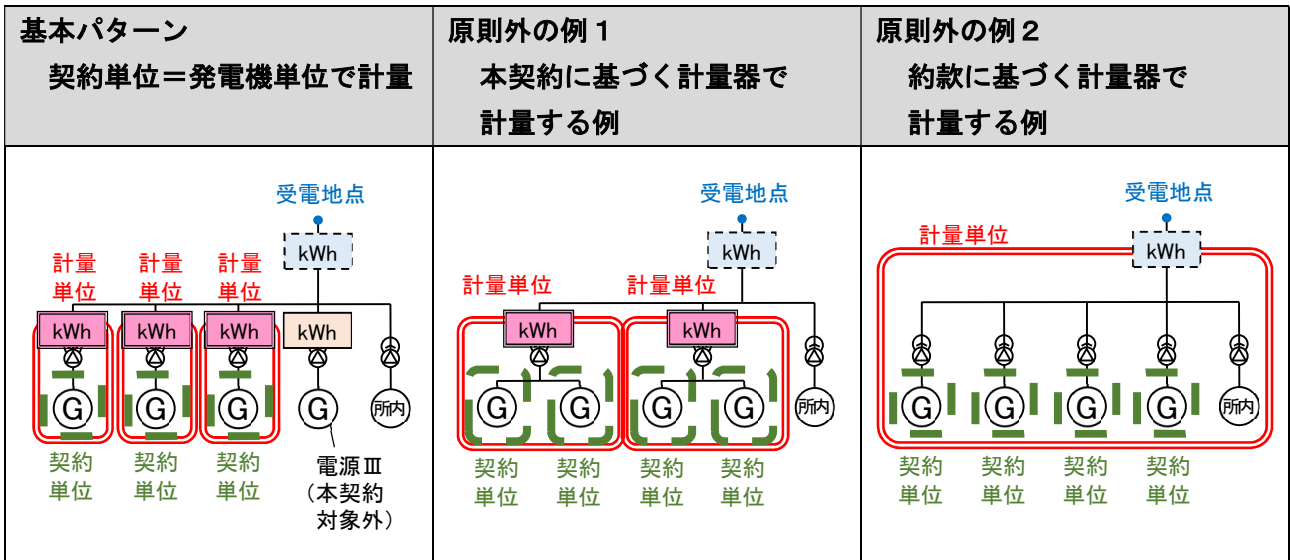 基本パターン
契約単位＝発電機単位で計量
原則外の例１
本契約に基づく計量器で
計量する例
原則外の例２
約款に基づく計量器で
計量する例
受電地点
kWh
計量
単位
計量
単位
計量
単位
kWh
kWh
kWh
kWh
G
G
G
G
所内
契約
単位
契約
単位
契約
単位
電源Ⅲ
（本契約
対象外）
受電地点
kWh
計量単位
計量単位
kWh
kWh
G
G
G
G
所内
契約
単位
契約
単位
契約
単位
契約
単位
受電地点
計量単位
kWh
G
G
G
G
所内
契約
単位
契約
単位
契約
単位
契約
単位